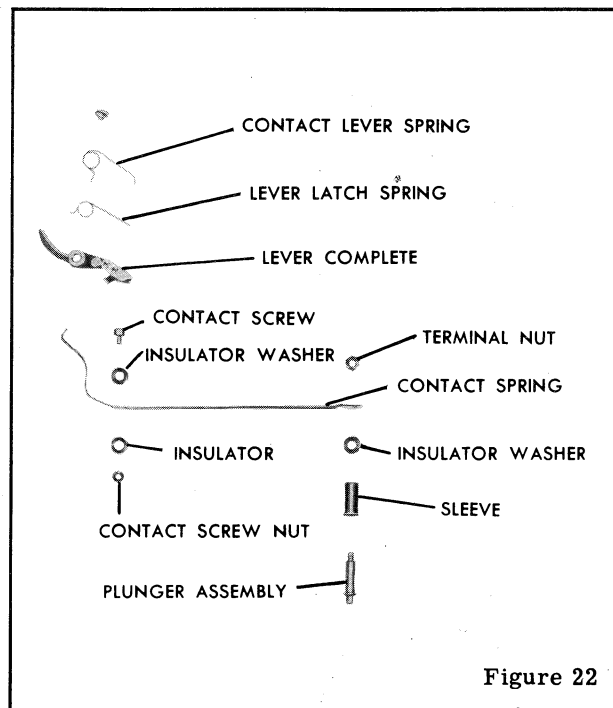 CONTACT LEVER SPRING
LEVER LATCH SPRING
LEVER COMPLETE
CONTACT SCREW
TERMINAL NUT
INSULATOR WASHER
CONTACT SPRING
INSULATOR
INSULATOR WASHER
SLEEVE
CONTACT SCREW NUT
PLUNGER ASSEMBLY
Figure 22